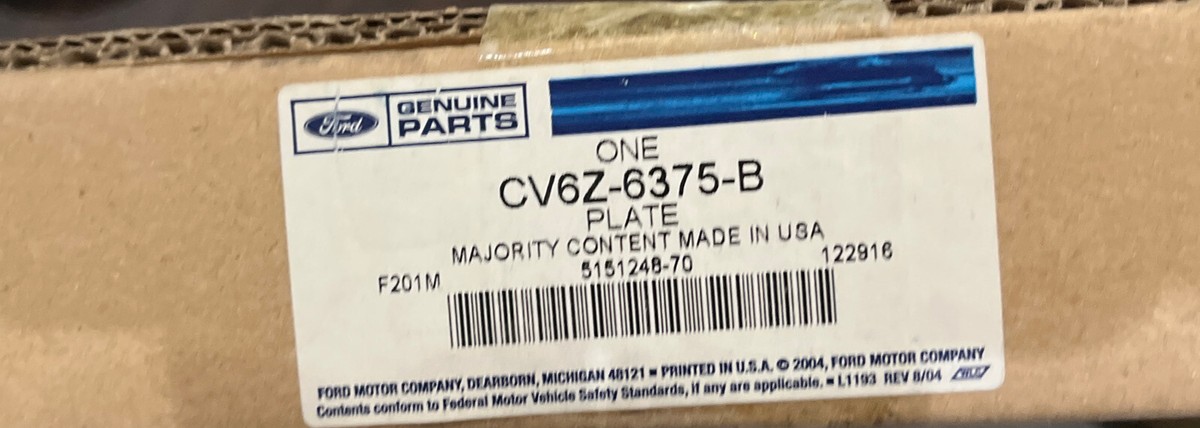 Ford GENUINE PARTS
ONE
CV6Z-6375-B
PLATE
MAJORITY CONTENT MADE IN USA
F201M 5151248-70 122916
FORD MOTOR COMPANY, DEARBORN, MICHIGAN 48121 = PRINTED IN U.S.A. © 2004, FORD MOTOR COMPANY
Contents conform to Federal Motor Vehicle Safety Standards, if any are applicable. = L1193 REV 8/04